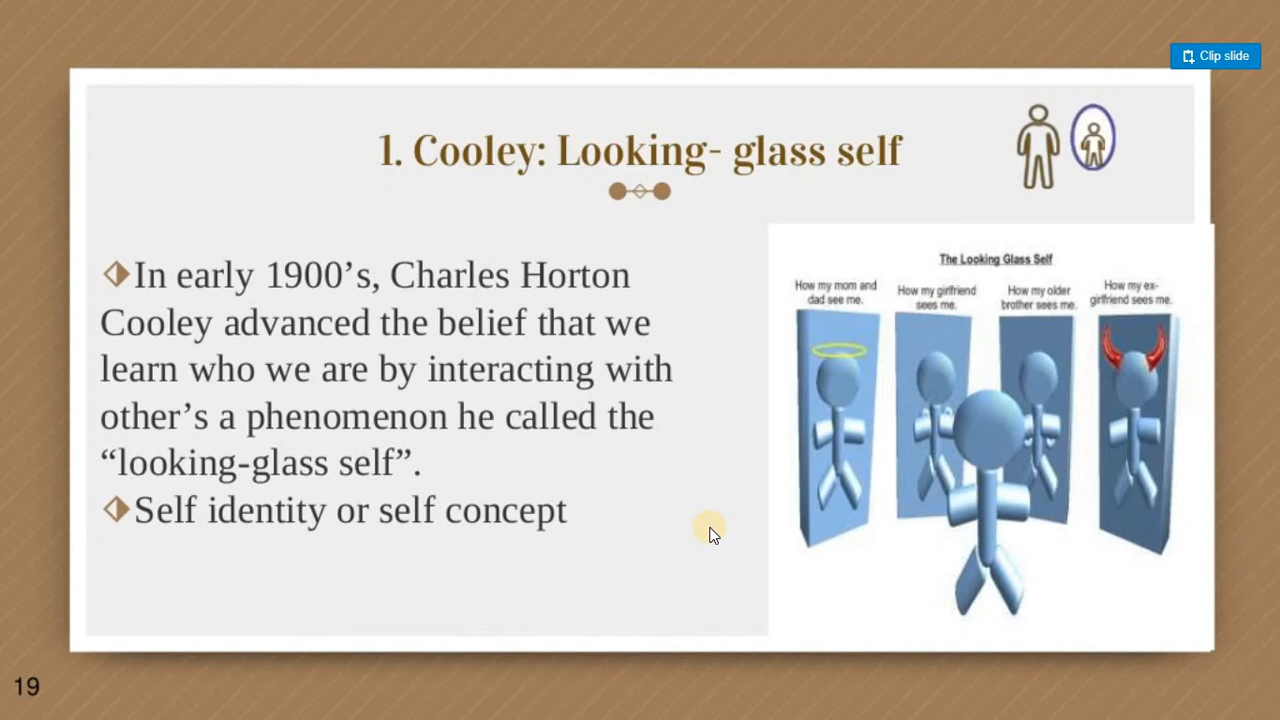 Clip slide
1. Cooley: Looking- glass self
In early 1900’s, Charles Horton
Cooley advanced the belief that we
learn who we are by interacting with
other’s a phenomenon he called the
“looking-glass self”.
Self identity or self concept
The Looking Glass Self
How my mom and
dad see me.
How my girlfriend
sees me.
How my older
brother sees me.
How my ex-
girlfriend sees me.
19